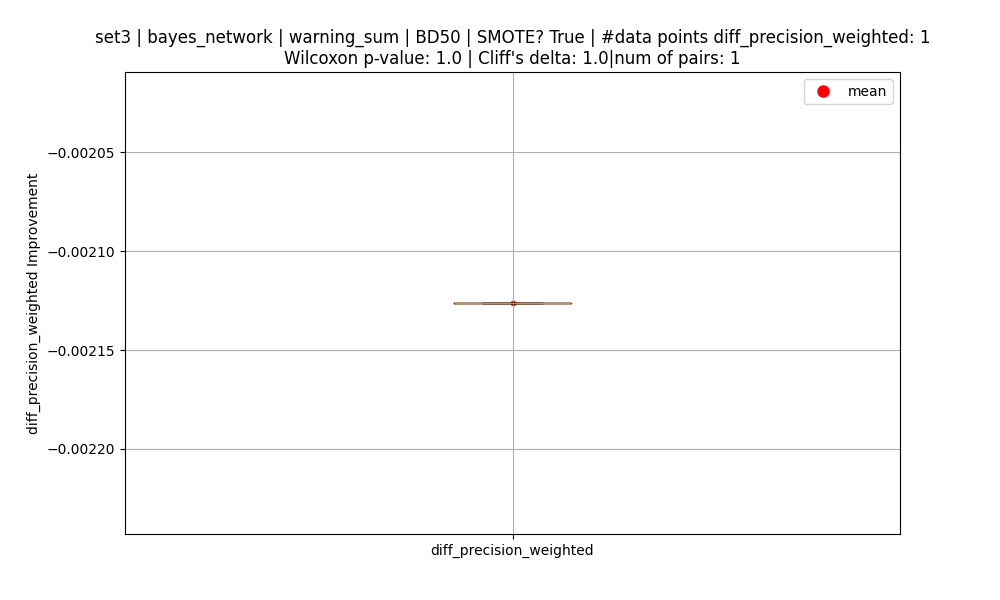 set3 | bayes_network | warning_sum | BD50 | SMOTE? True | #data points diff_precision_weighted: 1
Wilcoxon p-value: 1.0 | Cliff's delta: 1.0|num of pairs: 1
mean
−0.00205
−0.00210
−0.00215
−0.00220
diff_precision_weighted Improvement
diff_precision_weighted